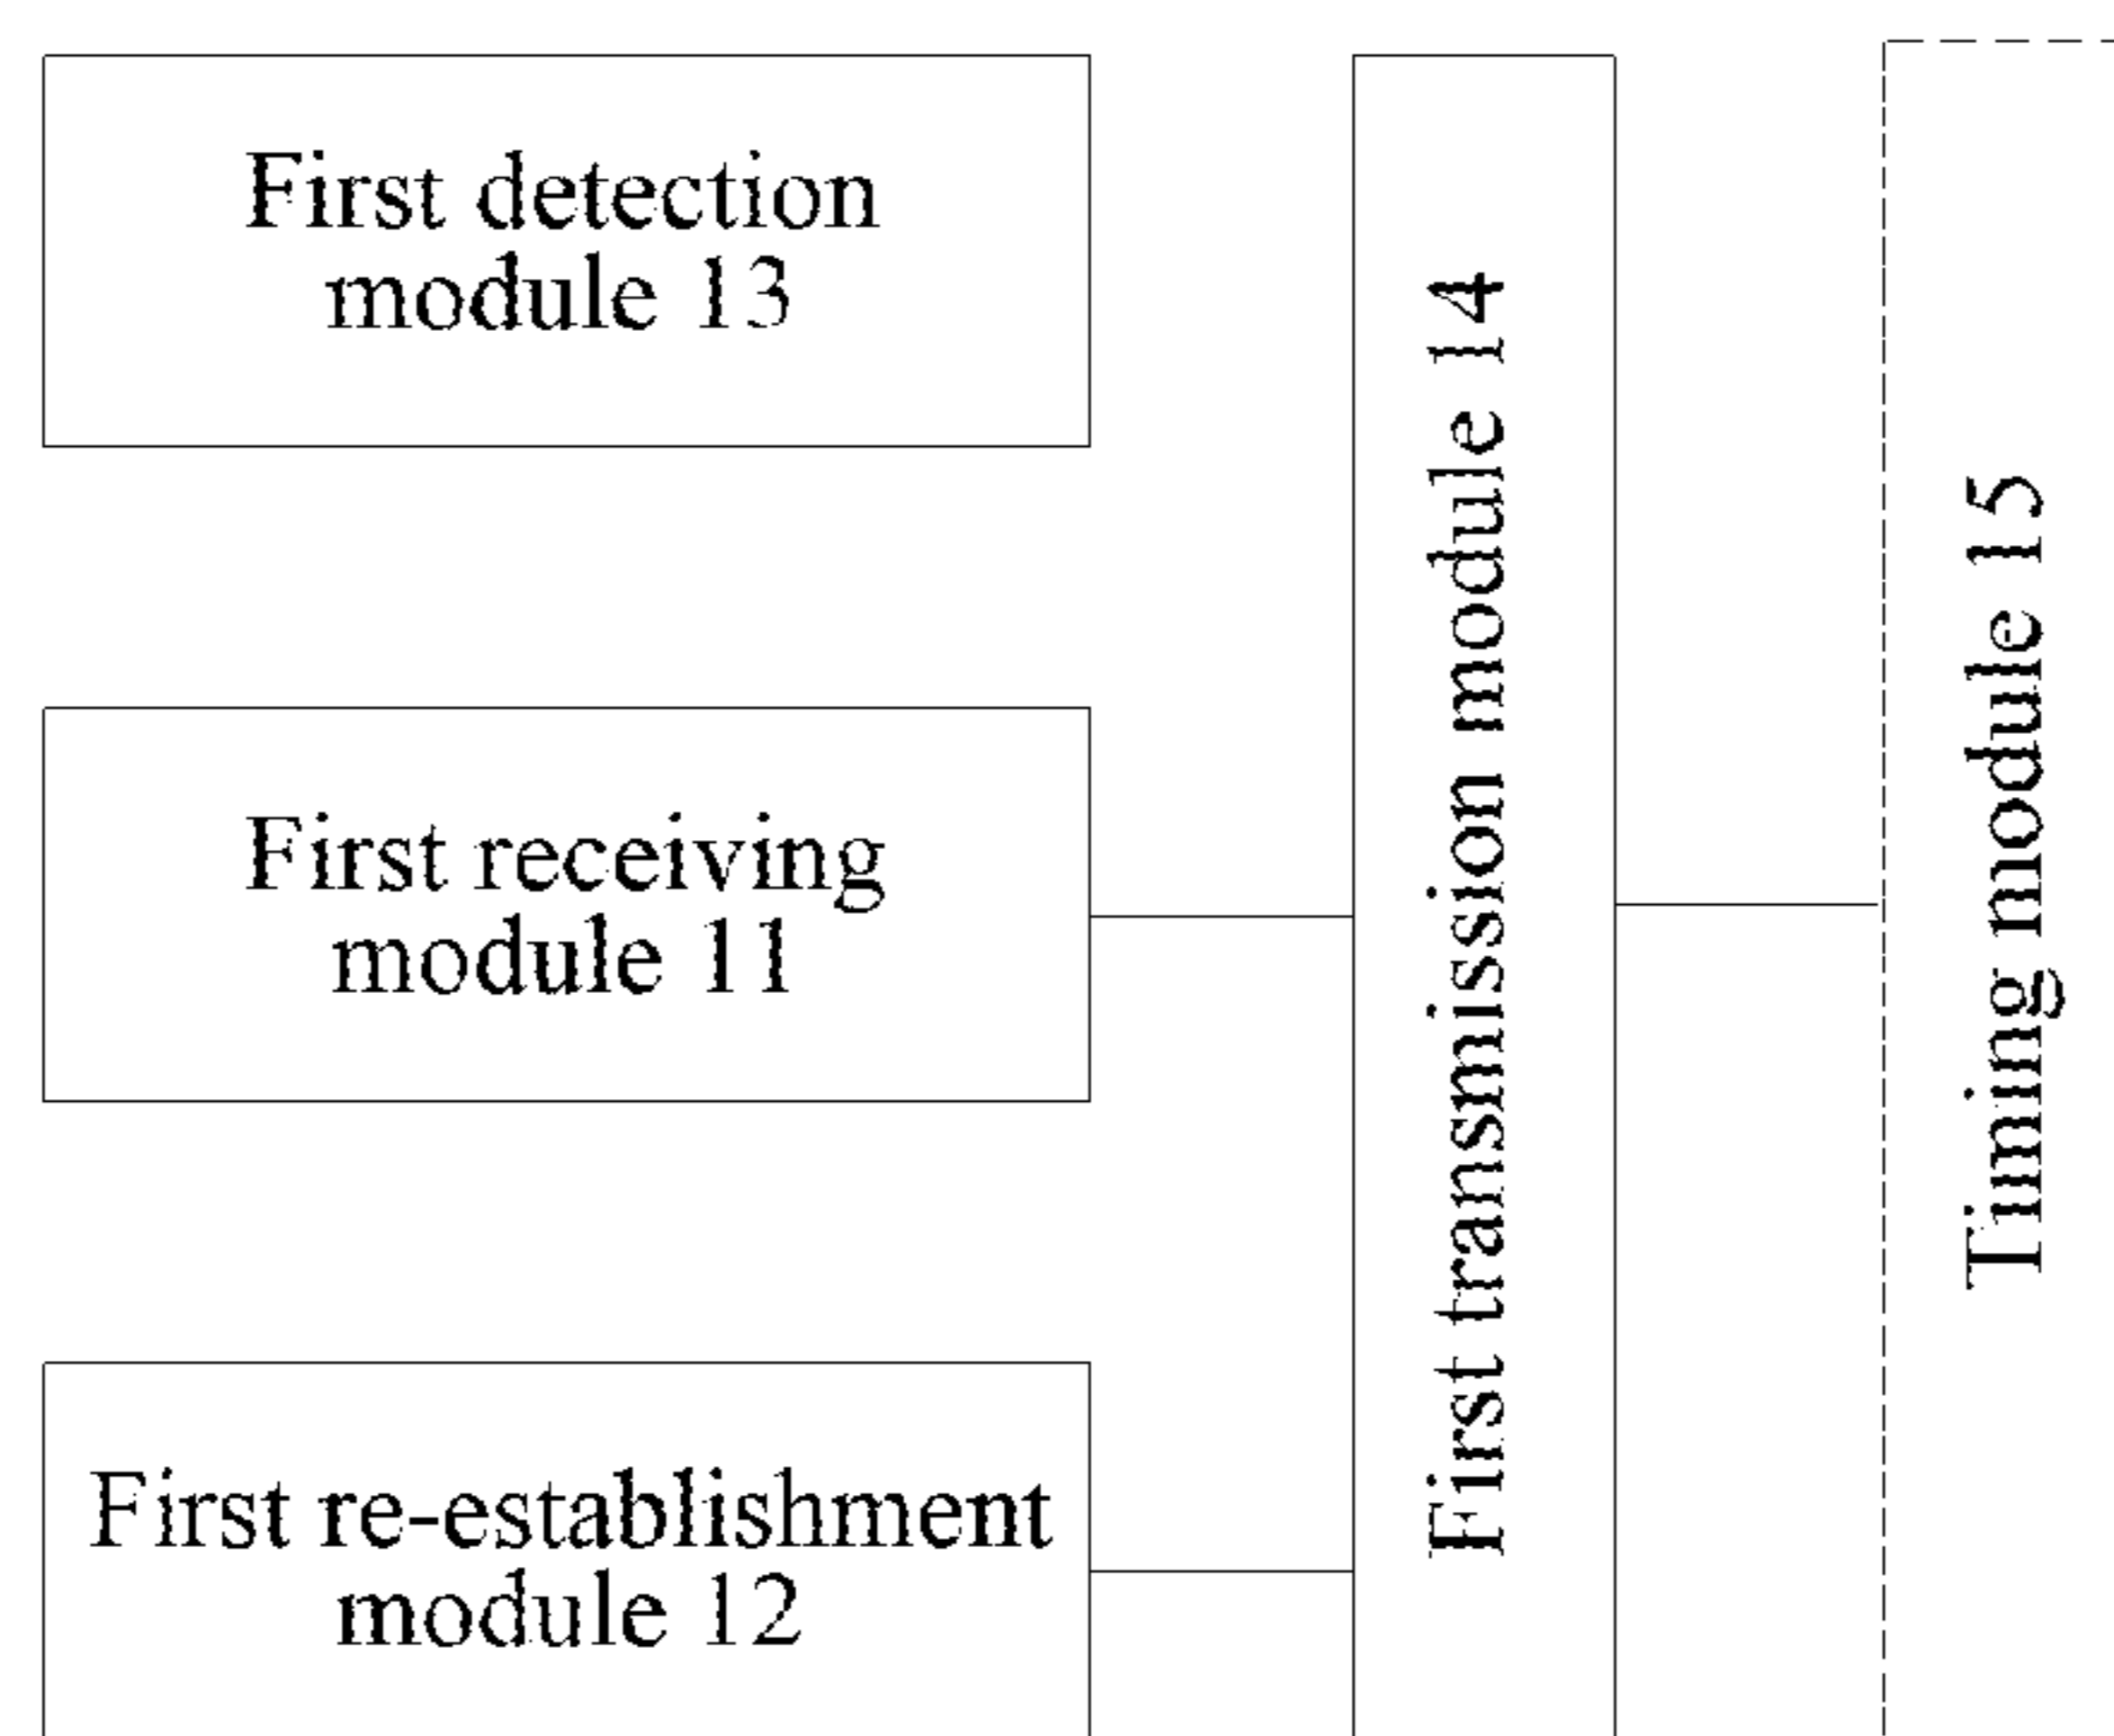 First detection
module 13
First receiving
module 11
First re-establishment
module 12
First transmission module 14
Timing module 15